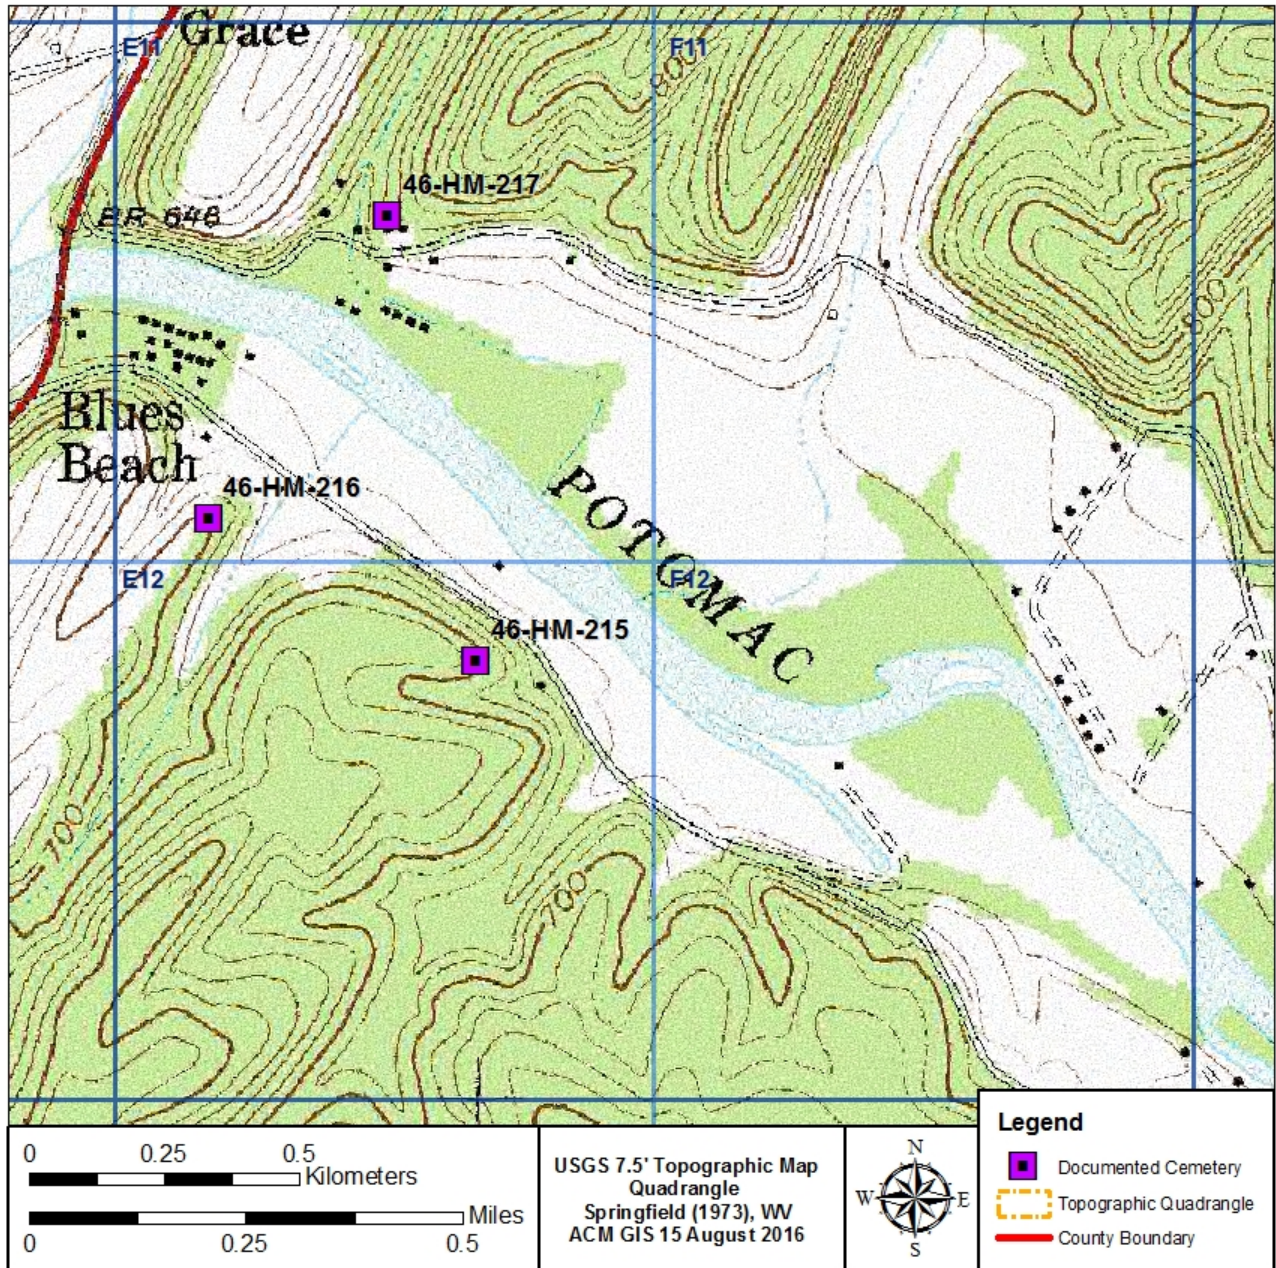 Grace
E11
F11
800
46-HM-217
BR 648
800
Blues
Beach
46-HM-216
POTOMAC
E12
F12
46-HM-215
700
700
0 0.25 0.5
Kilometers
Miles
0 0.25 0.5
USGS 7.5' Topographic Map
Quadrangle
Springfield (1973), WV
ACM GIS 15 August 2016
N
W E
S
Legend
Documented Cemetery
Topographic Quadrangle
County Boundary